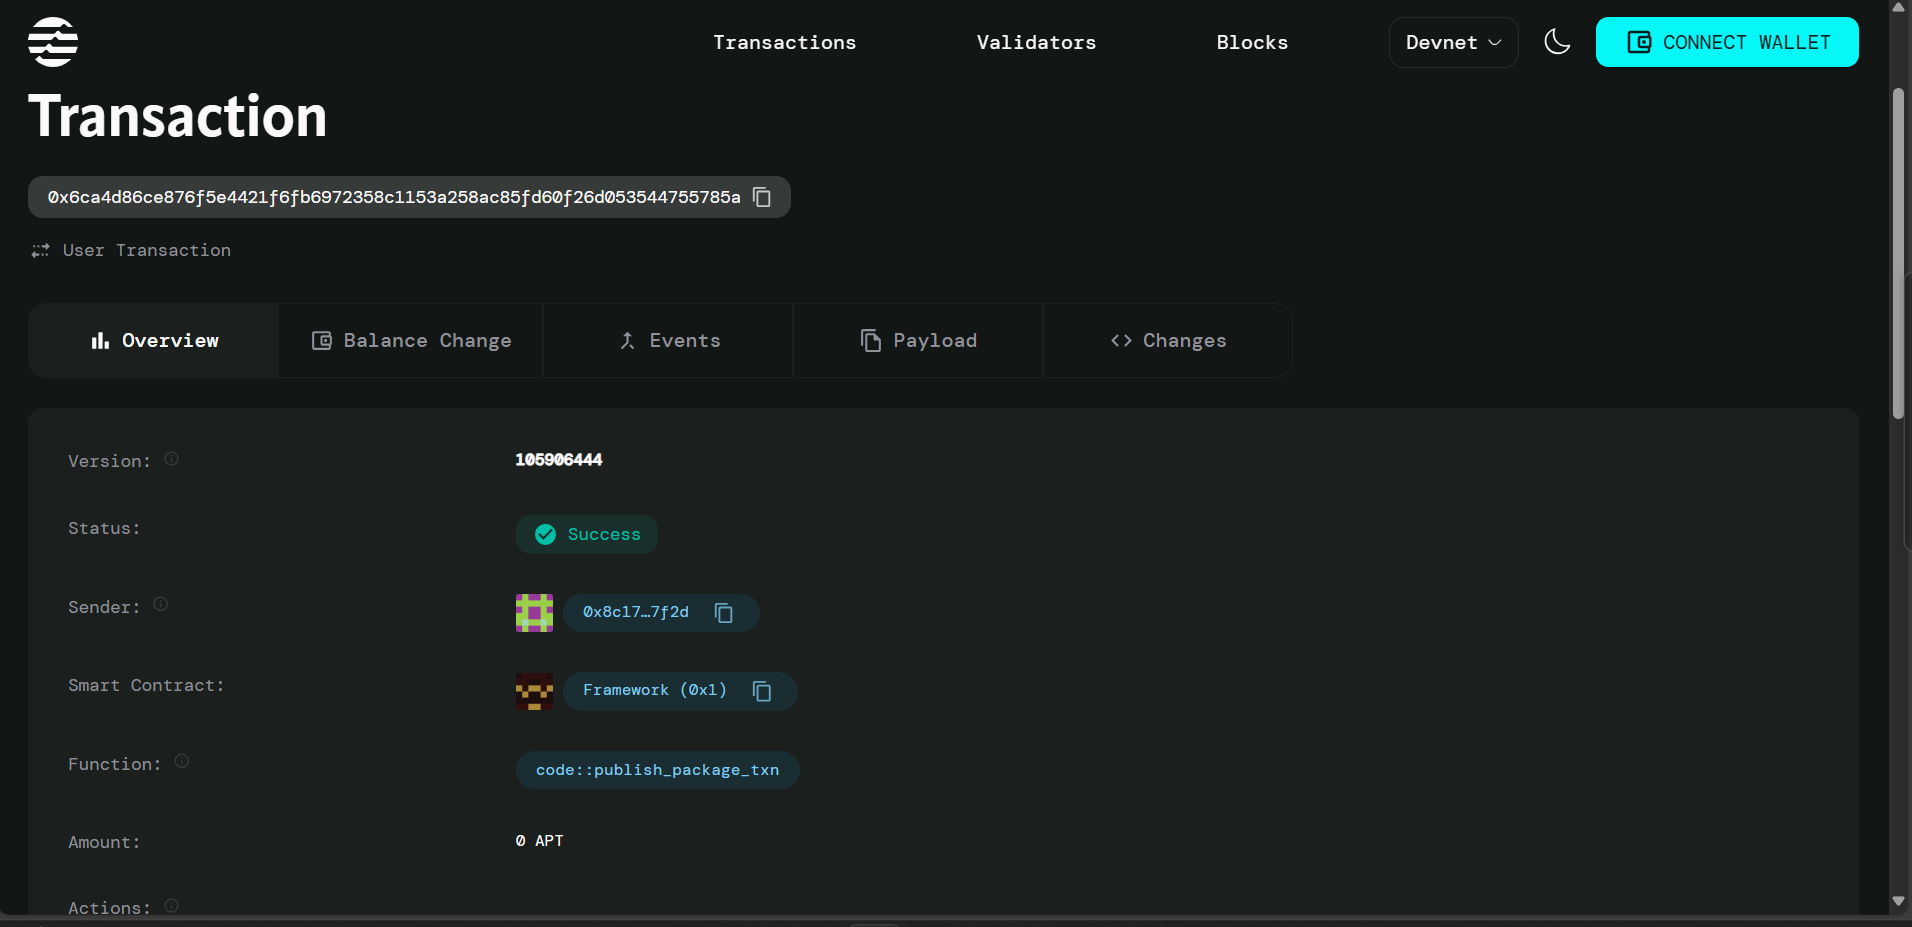 Transactions Validators Blocks Devnet CONNECT WALLET
Transaction
0x6ca4d86ce876f5e4421f6fb6972358c1153a258ac85fd60f26d053544755785a
User Transaction
Overview Balance Change Events Payload Changes
Version: 105906444
Status: Success
Sender: 0x8c17…7f2d
Smart Contract: Framework (0x1)
Function: code::publish_package_txn
Amount: 0 APT
Actions: